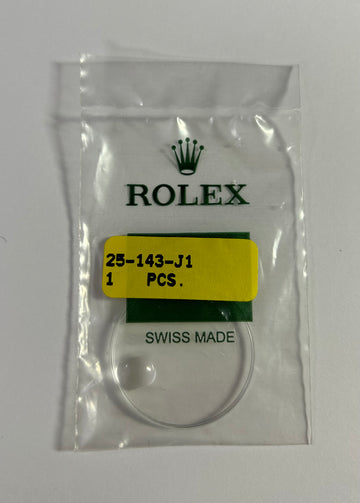 ROLEX
25-143-J1
1 PCS.
SWISS MADE